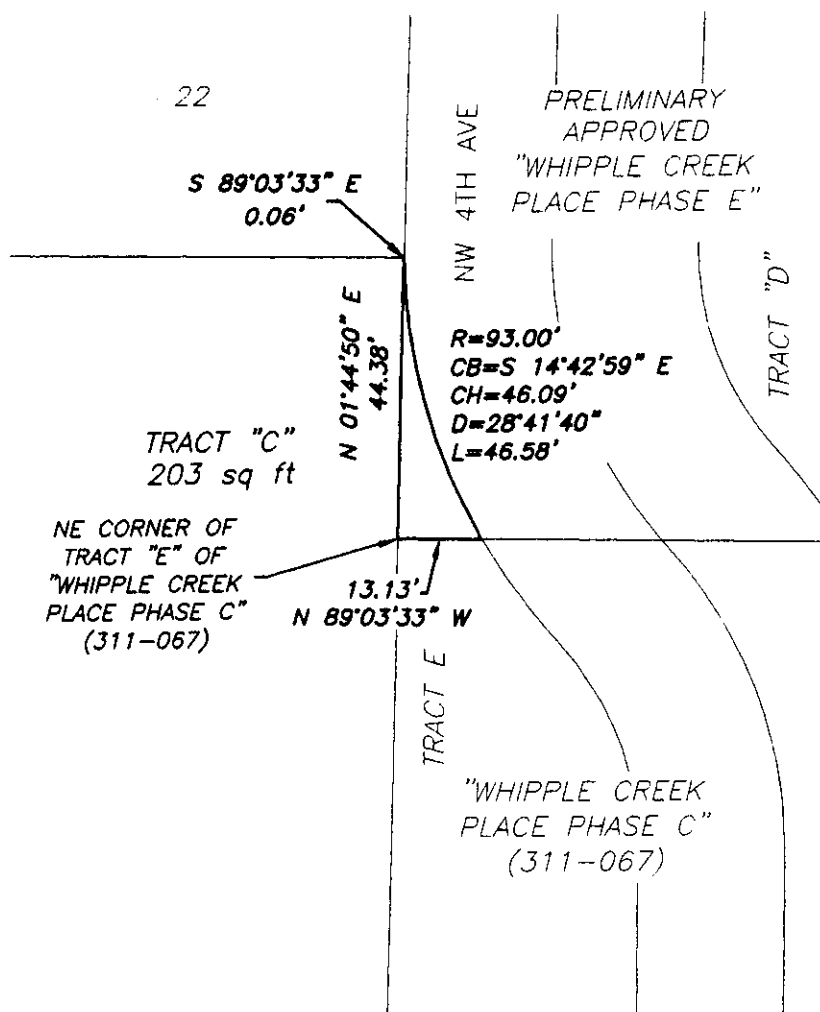 22
PRELIMINARY
APPROVED
"WHIPPLE CREEK
PLACE PHASE E"
NW 4TH AVE
S 89°03'33" E
0.06'
TRACT "D"
N 01°44'50" E
44.38'
R=93.00'
CB=S 14°42'59" E
CH=46.09'
D=28°41'40"
L=46.58'
TRACT "C"
203 sq ft
NE CORNER OF
TRACT "E" OF
"WHIPPLE CREEK
PLACE PHASE C"
(311-067)
13.13'
N 89°03'33" W
TRACT E
"WHIPPLE CREEK
PLACE PHASE C"
(311-067)